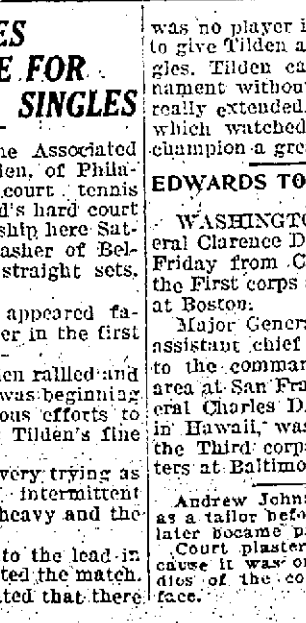 ES
E FOR
SINGLES
he Associated
len, of Phila-
court tennis
d's hard court
ship here Sat-
asher of Bel-
straight sets,
appeared fa-
er in the first
en rallied and
was beginning
ous efforts to
Tilden's fine
very trying as
intermittent
heavy and the
to the lead in
ted the match.
ted that there
was no player i
to give Tilden a
gles. Tilden ca
nament withou
really extended.
which watched
champion a gre
EDWARDS TO
WASHINGTO
eral Clarence D
Friday from C
the First corps
at Boston.
Major Genera
assistant chief
to the comman
area at San Fra
eral Charles D.
in Hawaii, was
the Third corp
ters at Baltimo
Andrew Johns
as a tailor befo
later became p
Court plaster
cause it was or
dies of the co
face.